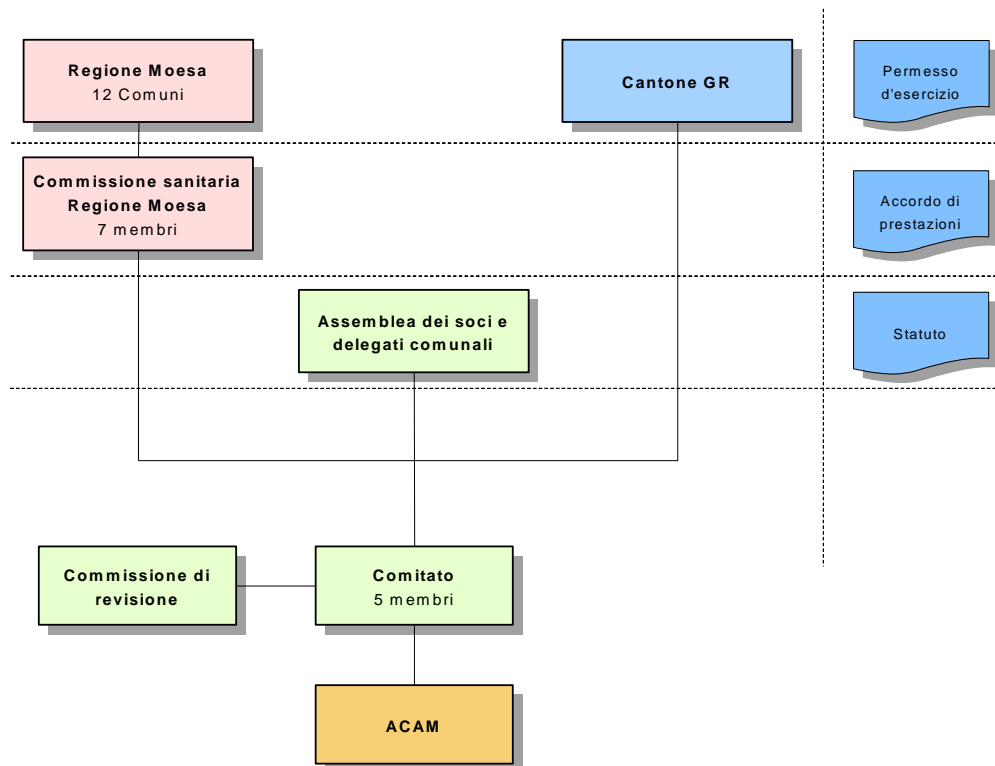 Regione Moesa
12 Comuni
Cantone GR
Permesso
d'esercizio
Commissione sanitaria
Regione Moesa
7 membri
Accordo di
prestazioni
Assemblea dei soci e
delegati comunali
Statuto
Commissione di
revisione
Comitato
5 membri
ACAM